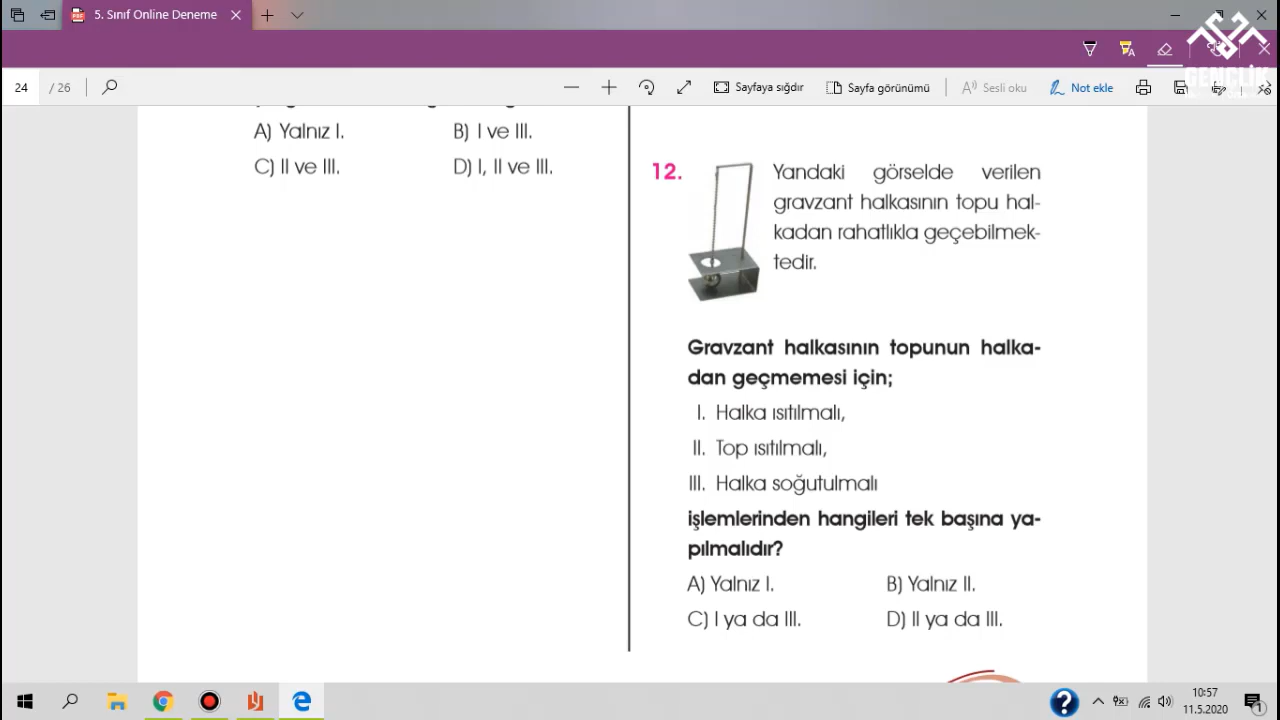 5. Sınıf Online Deneme
GENÇLİK
24 / 26
Sayfaya sığdır
Sayfa görünümü
Sesli oku
Not ekle
A) Yalnız I.
B) I ve III.
C) II ve III.
D) I, II ve III.
12.
Yandaki görselde verilen
gravzant halkasının topu hal-
kadan rahatlıkla geçebilmek-
tedir.
Gravzant halkasının topunun halka-
dan geçmemesi için;
I. Halka ısıtılmalı,
II. Top ısıtılmalı,
III. Halka soğutulmalı
işlemlerinden hangileri tek başına ya-
pılmalıdır?
A) Yalnız I.
B) Yalnız II.
C) I ya da III.
D) II ya da III.
10:57
11.5.2020